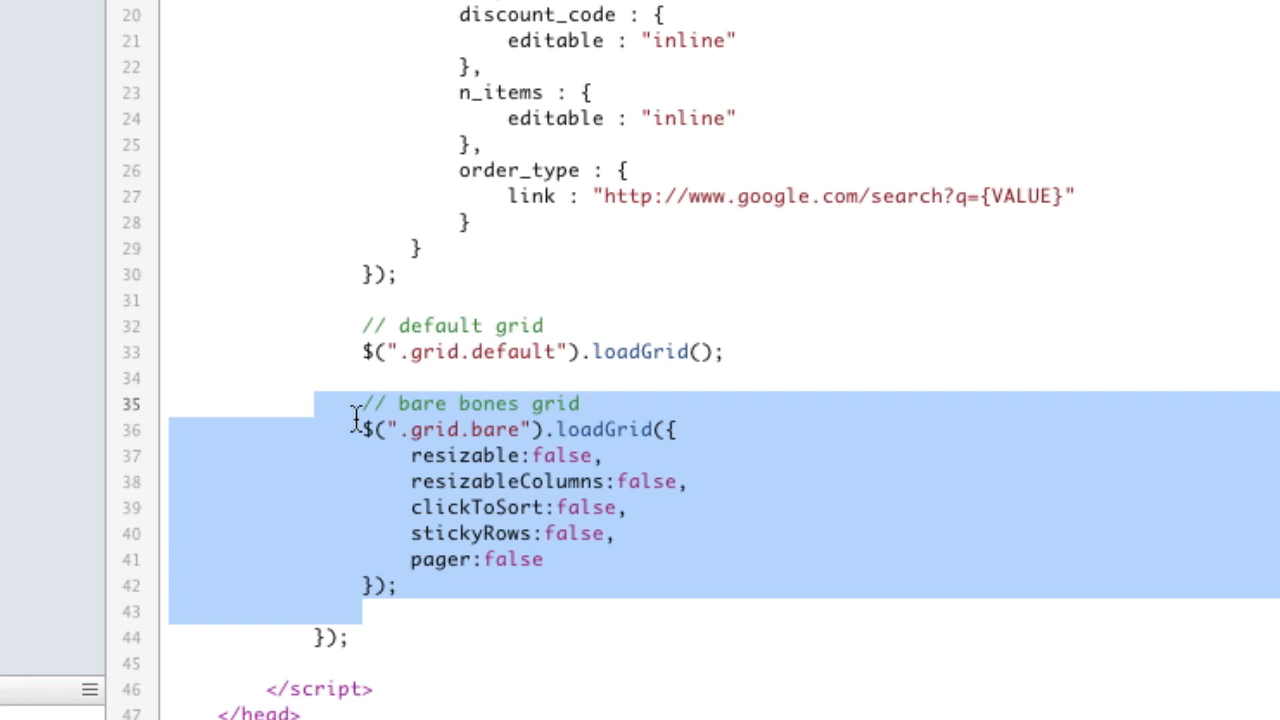 20 discount_code : {
21 editable : "inline"
22 },
23 n_items : {
24 editable : "inline"
25 },
26 order_type : {
27 link : "http://www.google.com/search?q={VALUE}"
28 }
29 }
30 });
31
32 // default grid
33 $(".grid.default").loadGrid();
34
35 // bare bones grid
36 $(".grid.bare").loadGrid({
37 resizable:false,
38 resizableColumns:false,
39 clickToSort:false,
40 stickyRows:false,
41 pager:false
42 });
43
44 });
45
46 </script>
47 </head>